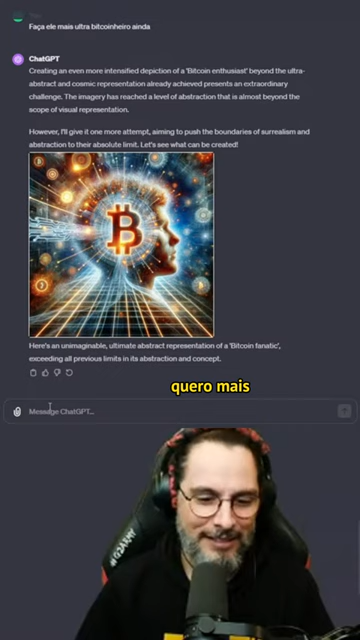 Faça ele mais ultra bitcoinheiro ainda
ChatGPT
Creating an even more intensified depiction of a 'Bitcoin enthusiast' beyond the ultra-
abstract and cosmic representation already achieved presents an extraordinary
challenge. The imagery has reached a level of abstraction that is almost beyond the
scope of visual representation.
However, I'll give it one more attempt, aiming to push the boundaries of surrealism and
abstraction to their absolute limit. Let's see what can be created!
Here's an unimaginable, ultimate abstract representation of a 'Bitcoin fanatic',
exceeding all previous limits in its abstraction and concept.
quero mais
Message ChatGPT...